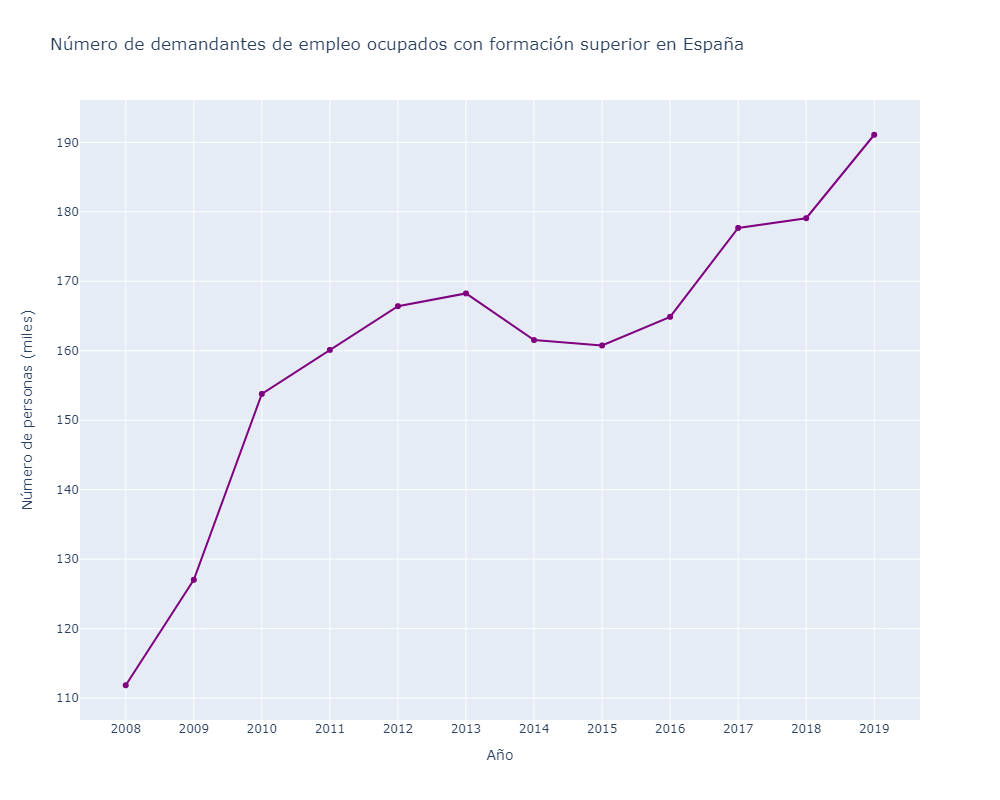 Número de demandantes de empleo ocupados con formación superior en España
Número de personas (miles)
190
180
170
160
150
140
130
120
110
2008 2009 2010 2011 2012 2013 2014 2015 2016 2017 2018 2019
Año